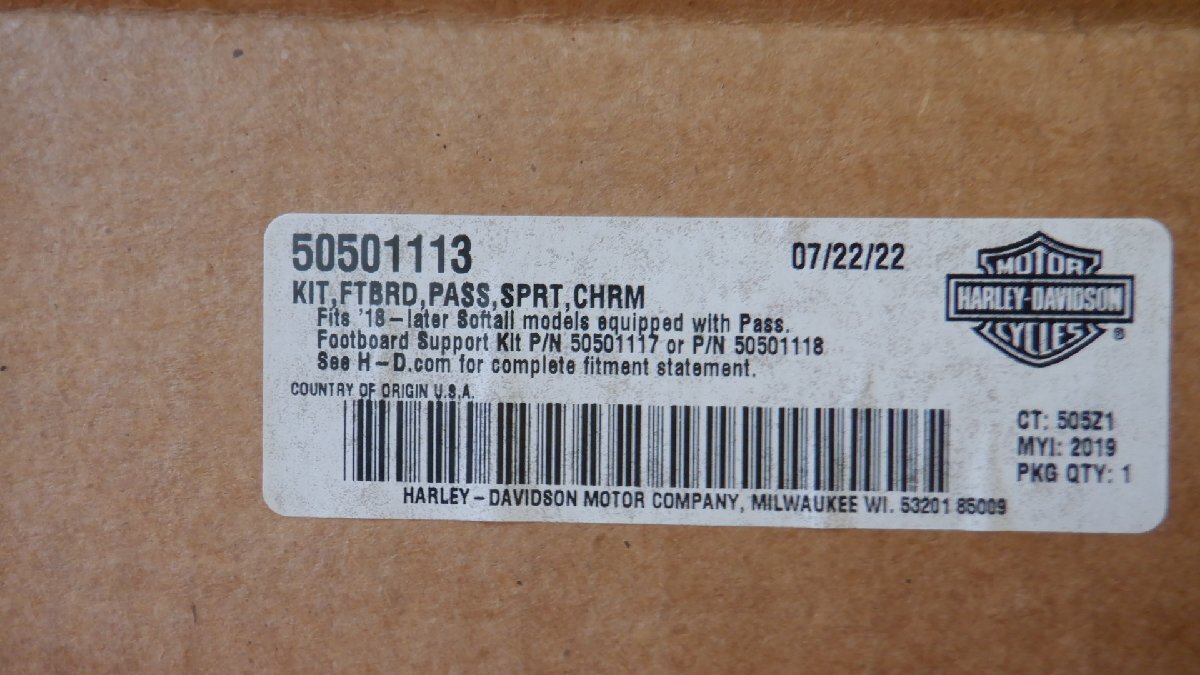 50501113 07/22/22
KIT,FTBRD,PASS,SPRT,CHRM
Fits '18-later Softail models equipped with Pass.
Footboard Support Kit P/N 50501117 or P/N 50501118
See H-D.com for complete fitment statement.
COUNTRY OF ORIGIN U.S.A.
MOTOR
HARLEY-DAVIDSON
CYCLES
®
CT: 505Z1
MYI: 2019
PKG QTY: 1
HARLEY-DAVIDSON MOTOR COMPANY, MILWAUKEE WI. 53201 85009